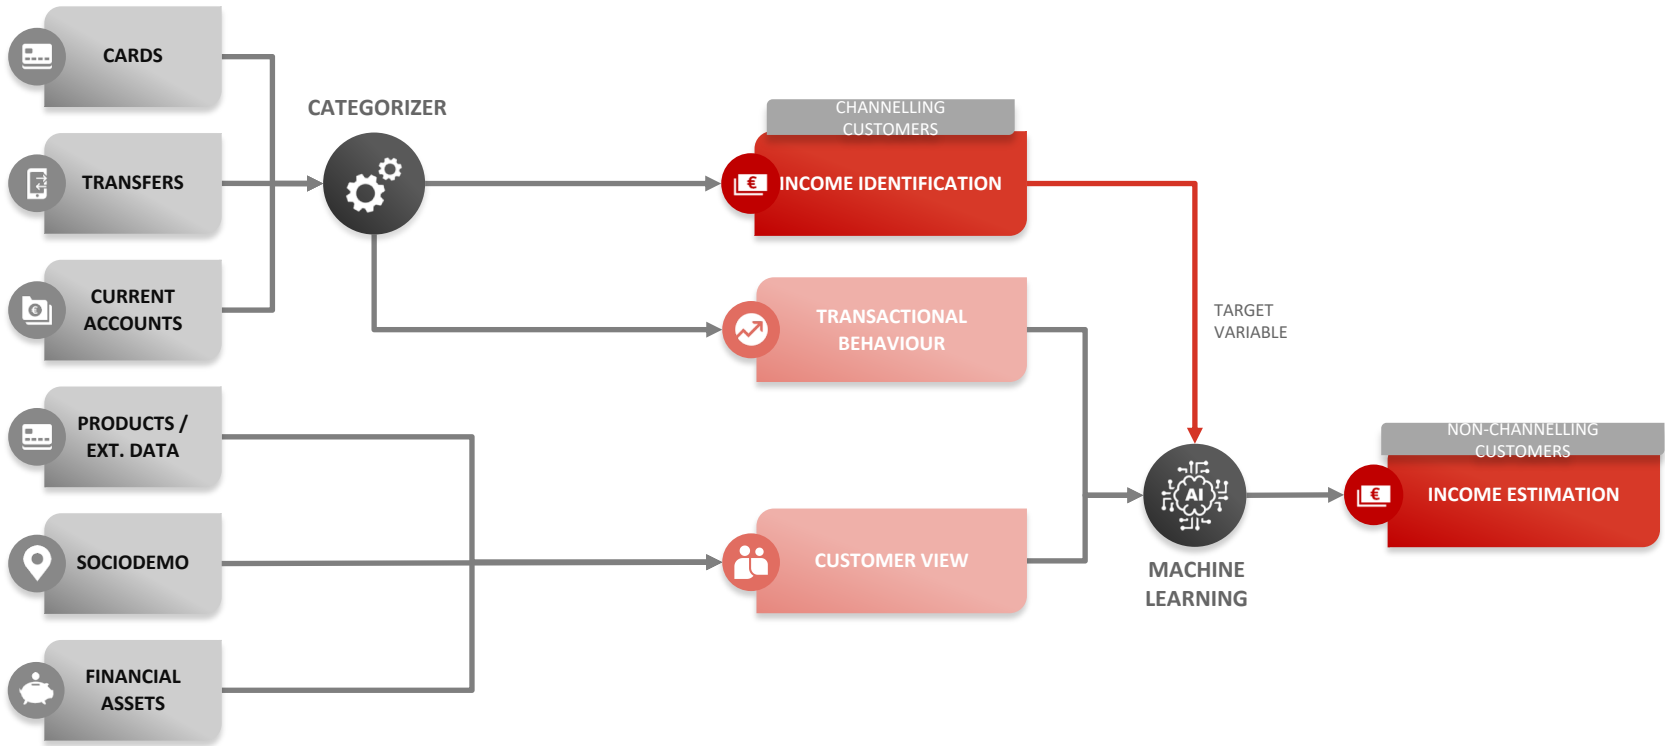 CARDS
CATEGORIZER
CHANNELLING
CUSTOMERS
TRANSFERS
€
INCOME IDENTIFICATION
€
CURRENT
ACCOUNTS
TRANSACTIONAL
BEHAVIOUR
TARGET
VARIABLE
PRODUCTS /
EXT. DATA
NON-CHANNELLING
CUSTOMERS
AI
€
INCOME ESTIMATION
SOCIODEMO
CUSTOMER VIEW
MACHINE
LEARNING
FINANCIAL
ASSETS